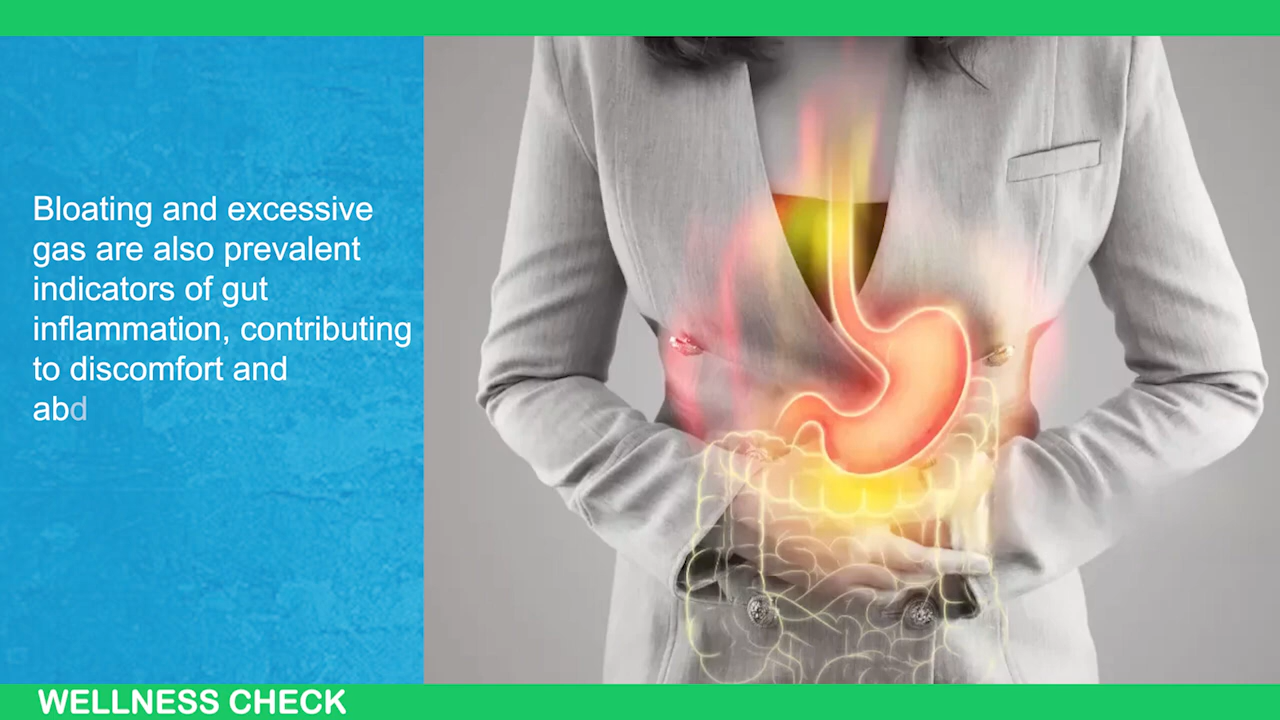 Bloating and excessive
gas are also prevalent
indicators of gut
inflammation, contributing
to discomfort and
abd
WELLNESS CHECK